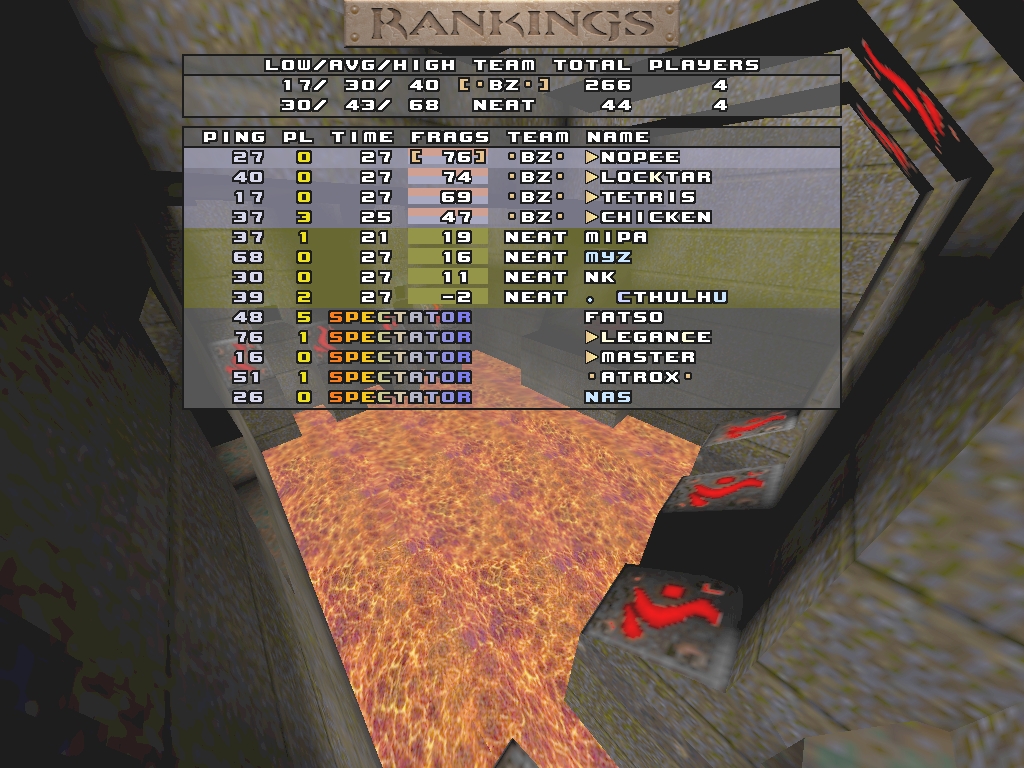 RANKINGS
LOW/AVG/HIGH TEAM TOTAL PLAYERS
17/ 30/ 40 [·BZ·] 266 4
30/ 43/ 68 NEAT 44 4
PING PL TIME FRAGS TEAM NAME
27 0 27 [ 76] ·BZ· ▶NOPEE
40 0 27 74 ·BZ· ▶LOCKTAR
17 0 27 69 ·BZ· ▶TETRIS
37 3 25 47 ·BZ· ▶CHICKEN
37 1 21 19 NEAT MIPA
68 0 27 16 NEAT MYZ
30 0 27 11 NEAT NK
39 2 27 -2 NEAT . CTHULHU
48 5 SPECTATOR FATSO
76 1 SPECTATOR ▶LEGANCE
16 0 SPECTATOR ▶MASTER
51 1 SPECTATOR ·ATROX·
26 0 SPECTATOR NAS